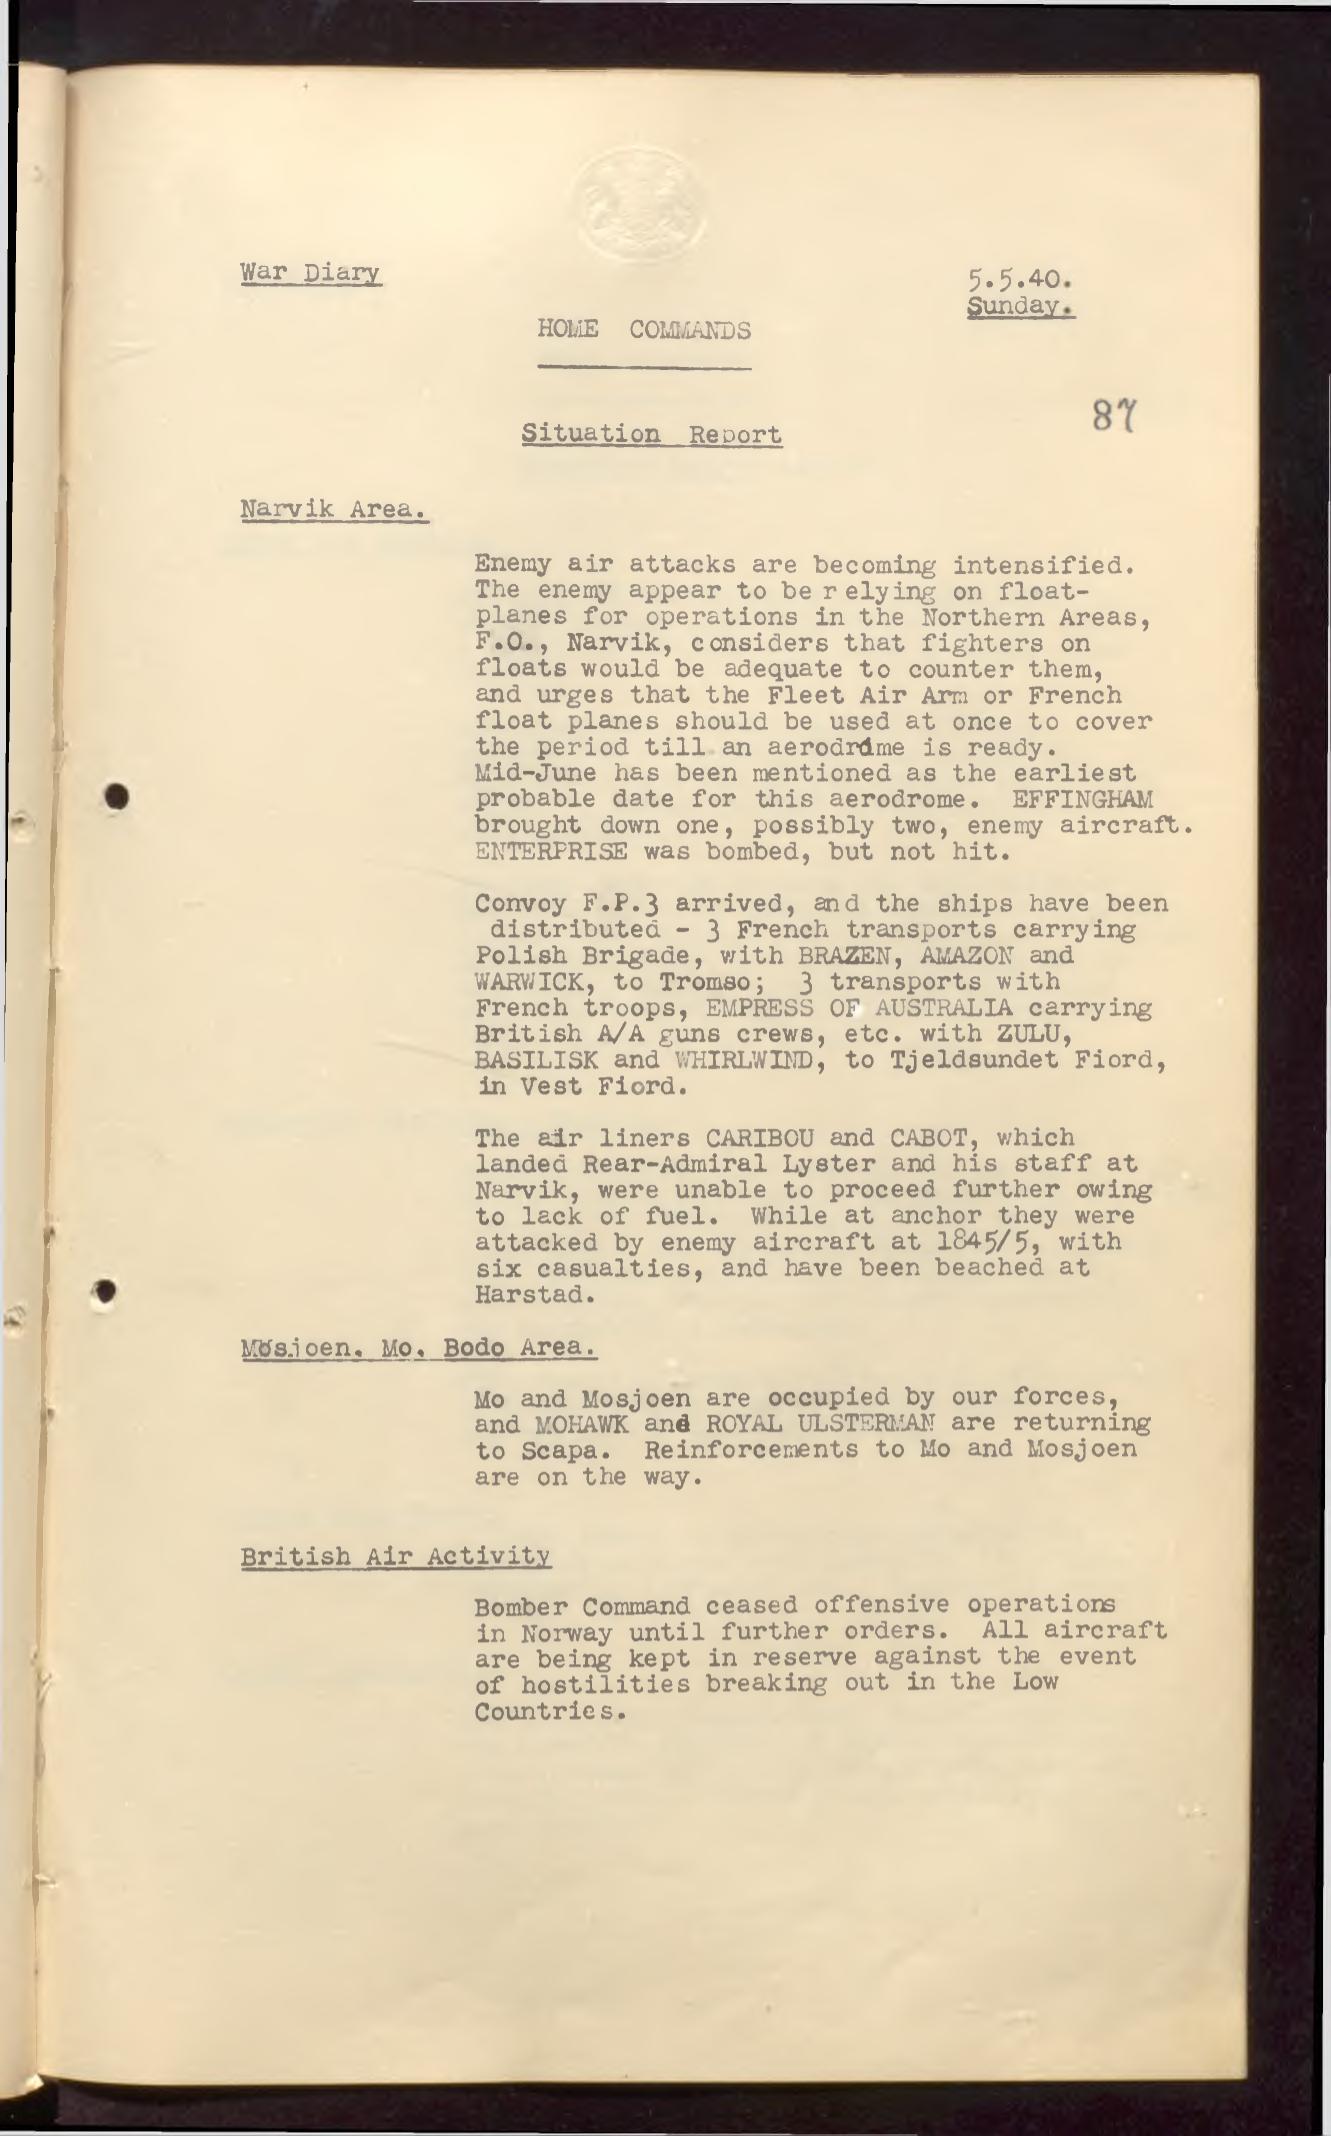 War Diary
5.5.40.
Sunday.
HOME COMMANDS
87
Situation Report
Narvik Area.
Enemy air attacks are becoming intensified.
The enemy appear to be r elying on float-
planes for operations in the Northern Areas,
F.O., Narvik, considers that fighters on
floats would be adequate to counter them,
and urges that the Fleet Air Arm or French
float planes should be used at once to cover
the period till an aerodrome is ready.
Mid-June has been mentioned as the earliest
probable date for this aerodrome. EFFINGHAM
brought down one, possibly two, enemy aircraft.
ENTERPRISE was bombed, but not hit.
Convoy F.P.3 arrived, and the ships have been
distributed - 3 French transports carrying
Polish Brigade, with BRAZEN, AMAZON and
WARWICK, to Tromso; 3 transports with
French troops, EMPRESS OF AUSTRALIA carrying
British A/A guns crews, etc. with ZULU,
BASILISK and WHIRLWIND, to Tjeldsundet Fiord,
in Vest Fiord.
The air liners CARIBOU and CABOT, which
landed Rear-Admiral Lyster and his staff at
Narvik, were unable to proceed further owing
to lack of fuel. While at anchor they were
attacked by enemy aircraft at 1845/5, with
six casualties, and have been beached at
Harstad.
Mosjoen, Mo, Bodo Area.
Mo and Mosjoen are occupied by our forces,
and MOHAWK and ROYAL ULSTERMAN are returning
to Scapa. Reinforcements to Mo and Mosjoen
are on the way.
British Air Activity
Bomber Command ceased offensive operations
in Norway until further orders. All aircraft
are being kept in reserve against the event
of hostilities breaking out in the Low
Countries.